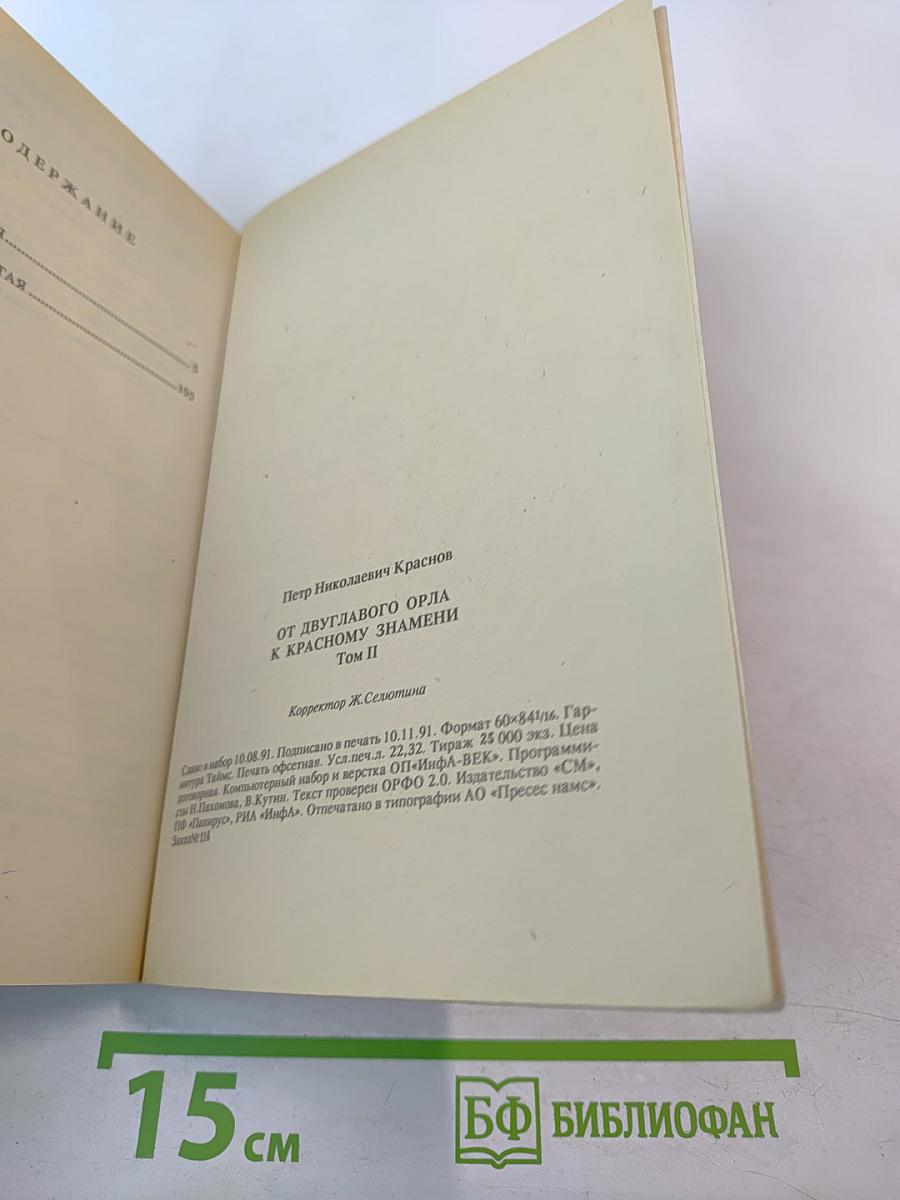 ОДЕРЖАНИЕ
Я..........3
ТАЯ..........195
Петр Николаевич Краснов
ОТ ДВУГЛАВОГО ОРЛА
К КРАСНОМУ ЗНАМЕНИ
Том II
Корректор Ж.Селютина
Сдано в набор 10.08.91. Подписано в печать 10.11.91. Формат 60×84 1/16. Гар-
нитура Таймс. Печать офсетная. Усл.печ.л. 22,32. Тираж 25 000 экз. Цена
договорная. Компьютерный набор и верстка ОП«ИнфА-ВЕК». Программи-
сты Н.Пахомова, В.Кутин. Текст проверен ОРФО 2.0. Издательство «СМ»,
ПФ «Папирус», РИА «ИнфА». Отпечатано в типографии АО «Пресес намс».
Заказ№114
15 см
БФ БИБЛИОФАН